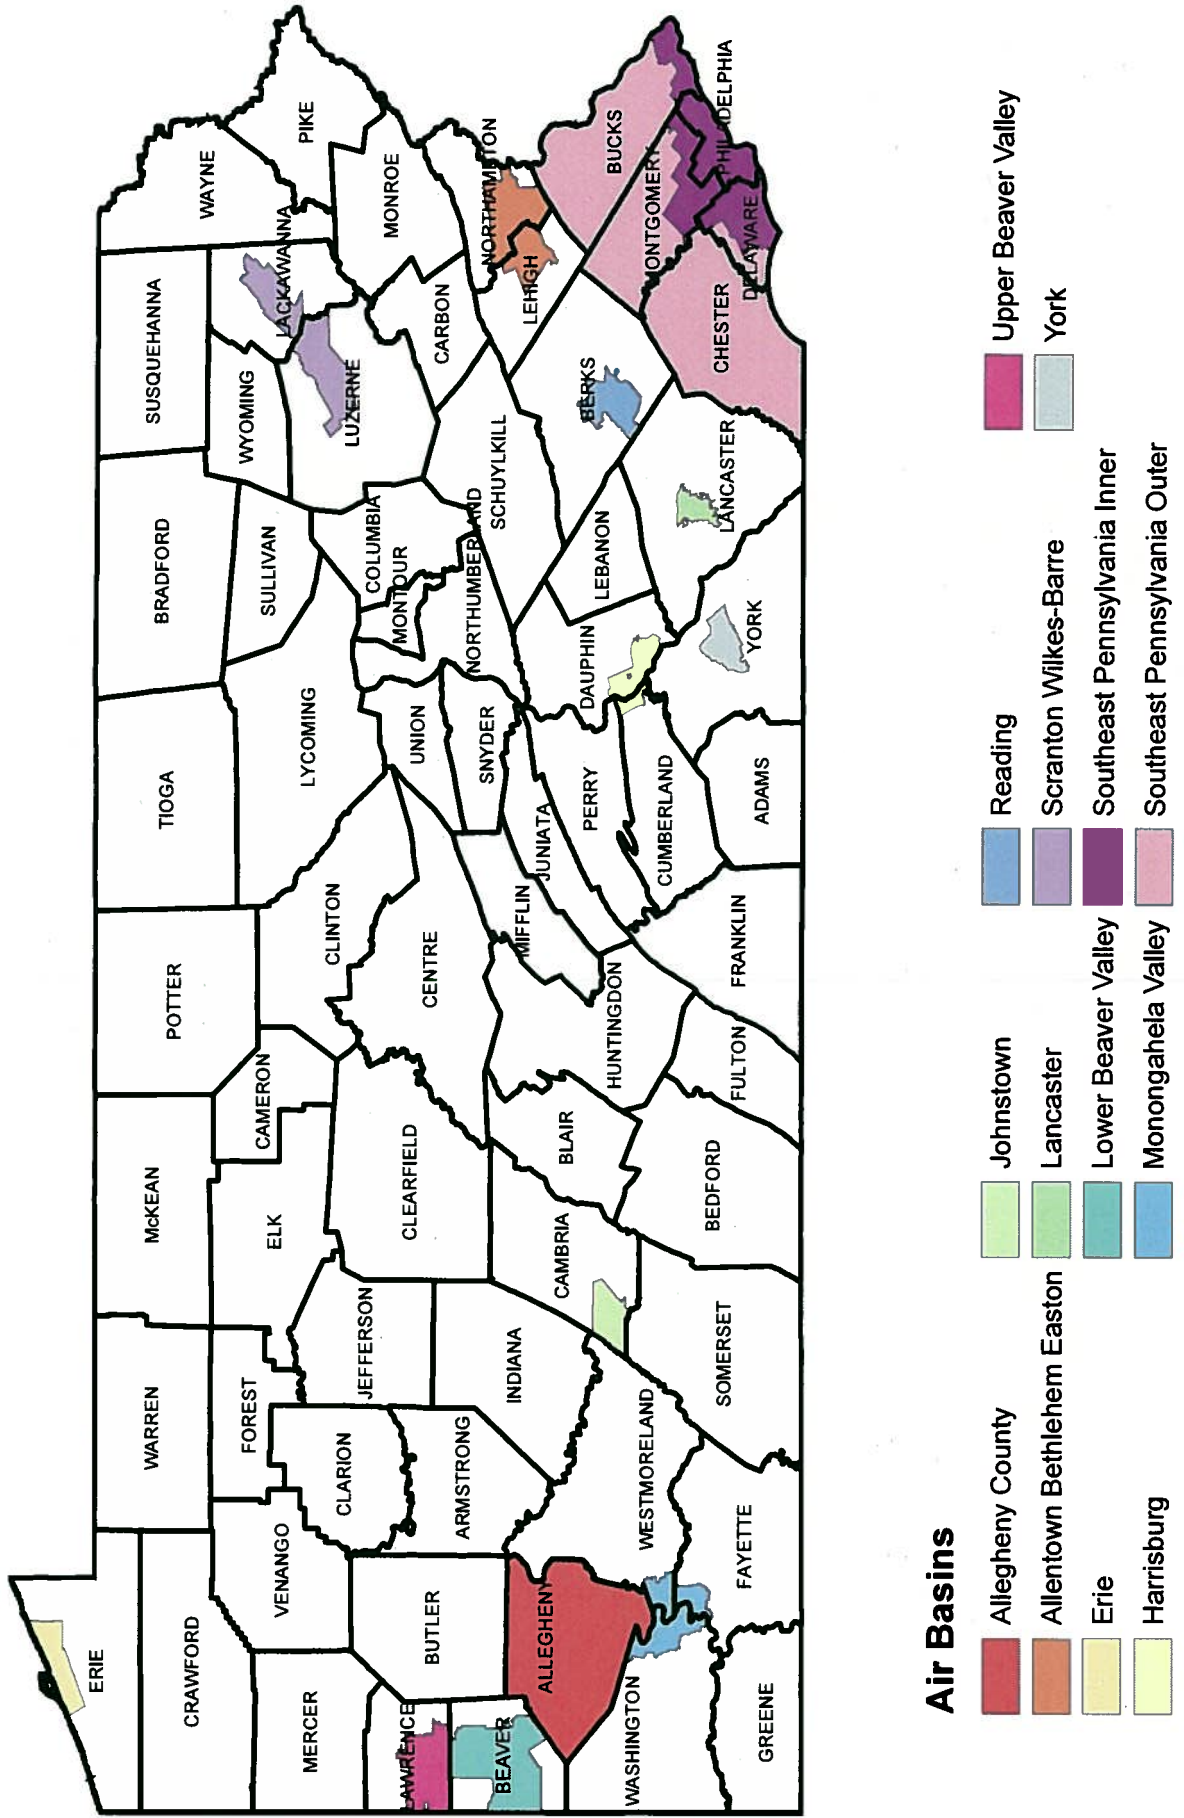 ERIE
CRAWFORD
WARREN
McKEAN
POTTER
TIOGA
BRADFORD
SUSQUEHANNA
WAYNE
PIKE
MERCER
VENANGO
FOREST
ELK
CAMERON
CLINTON
LYCOMING
SULLIVAN
WYOMING
LACKAWANNA
LUZERNE
MONROE
LAWRENCE
BUTLER
CLARION
JEFFERSON
CLEARFIELD
CENTRE
UNION
MONTOUR
COLUMBIA
NORTHUMBERLAND
SNYDER
SCHUYLKILL
CARBON
NORTHAMPTON
LEHIGH
BEAVER
ALLEGHENY
ARMSTRONG
INDIANA
CAMBRIA
BLAIR
HUNTINGDON
MIFFLIN
JUNIATA
PERRY
DAUPHIN
LEBANON
BERKS
BUCKS
MONTGOMERY
PHILADELPHIA
WASHINGTON
WESTMORELAND
SOMERSET
BEDFORD
FULTON
FRANKLIN
CUMBERLAND
ADAMS
YORK
LANCASTER
CHESTER
DELAWARE
GREENE
FAYETTE
Air Basins
Allegheny County
Allentown Bethlehem Easton
Erie
Harrisburg
Johnstown
Lancaster
Lower Beaver Valley
Monongahela Valley
Reading
Scranton Wilkes-Barre
Southeast Pennsylvania Inner
Southeast Pennsylvania Outer
Upper Beaver Valley
York